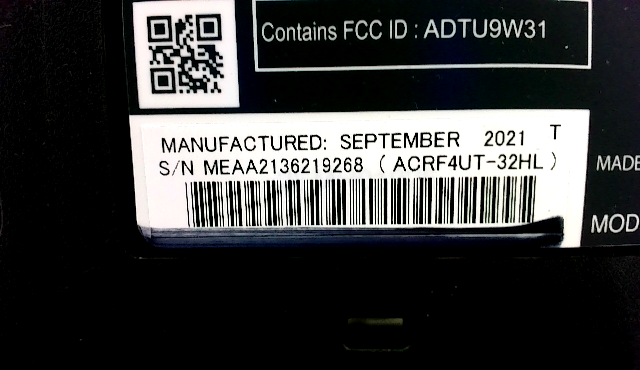 Contains FCC ID : ADTU9W31
MANUFACTURED: SEPTEMBER 2021 T
S/N MEAA2136219268 ( ACRF4UT-32HL )
MADE
MOD